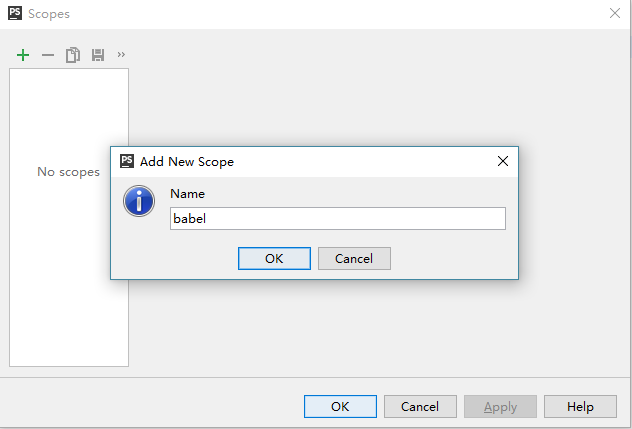 PS Scopes
No scopes
PS Add New Scope
Name
babel
OK Cancel
OK Cancel Apply Help